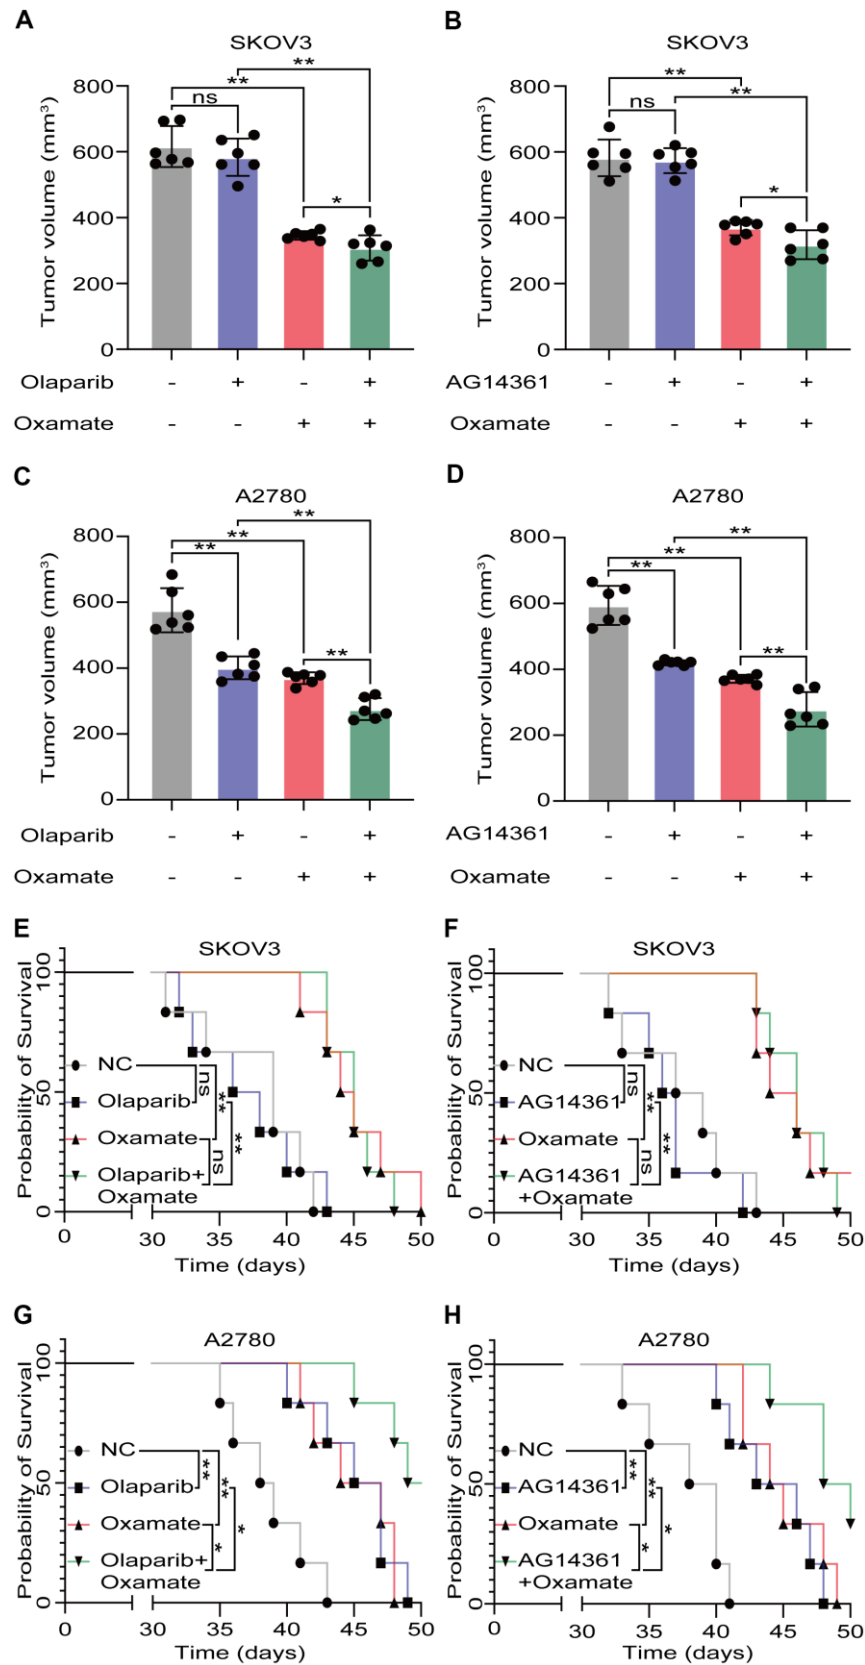 A
SKOV3
Tumor volume (mm³)
800
600
400
200
0
ns
**
**
*
Olaparib - + - +
Oxamate - - + +
B
SKOV3
Tumor volume (mm³)
800
600
400
200
0
ns
**
**
*
AG14361 - + - +
Oxamate - - + +
C
A2780
Tumor volume (mm³)
800
600
400
200
0
**
**
**
**
Olaparib - + - +
Oxamate - - + +
D
A2780
Tumor volume (mm³)
800
600
400
200
0
**
**
**
**
AG14361 - + - +
Oxamate - - + +
E
SKOV3
Probability of Survival
100
50
0
NC
Olaparib
Oxamate
Olaparib+
Oxamate
ns
**
**
ns
0 30 35 40 45 50
Time (days)
F
SKOV3
Probability of Survival
100
50
0
NC
AG14361
Oxamate
AG14361
+Oxamate
ns
**
**
ns
0 30 35 40 45 50
Time (days)
G
A2780
Probability of Survival
100
50
0
NC
Olaparib
Oxamate
Olaparib+
Oxamate
**
**
*
*
0 30 35 40 45 50
Time (days)
H
A2780
Probability of Survival
100
50
0
NC
AG14361
Oxamate
AG14361
+Oxamate
**
**
*
*
0 30 35 40 45 50
Time (days)